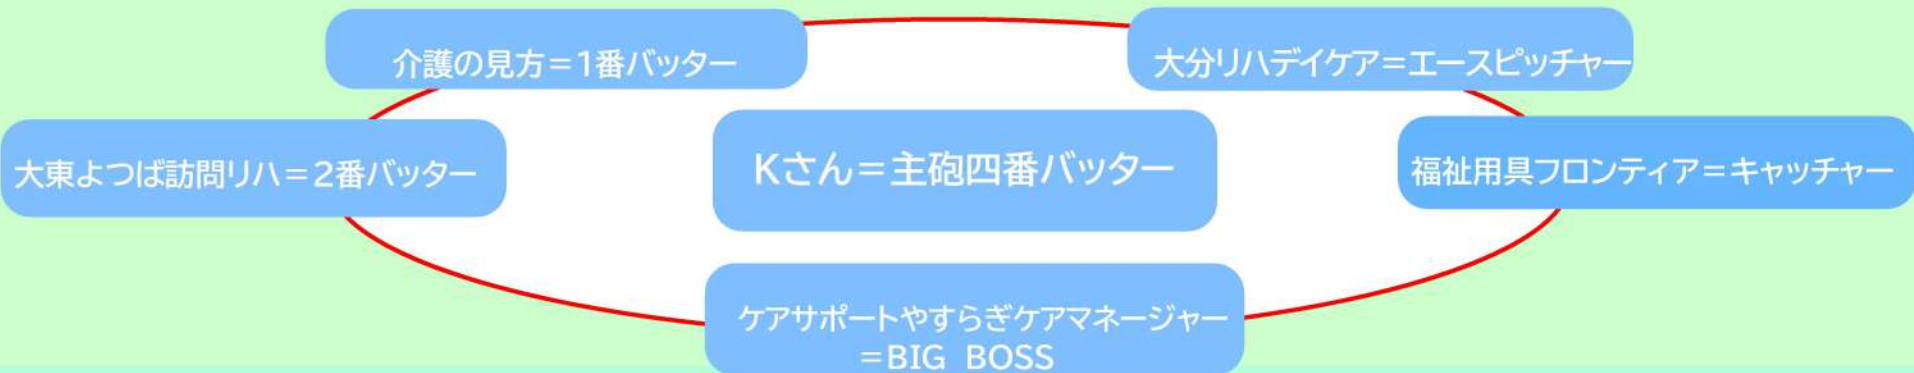 介護の見方＝1番バッター
大分リハデイケア＝エースピッチャー
大東よつば訪問リハ＝2番バッター
Kさん＝主砲四番バッター
福祉用具フロンティア＝キャッチャー
ケアサポートやすらぎケアマネージャー
＝BIG BOSS